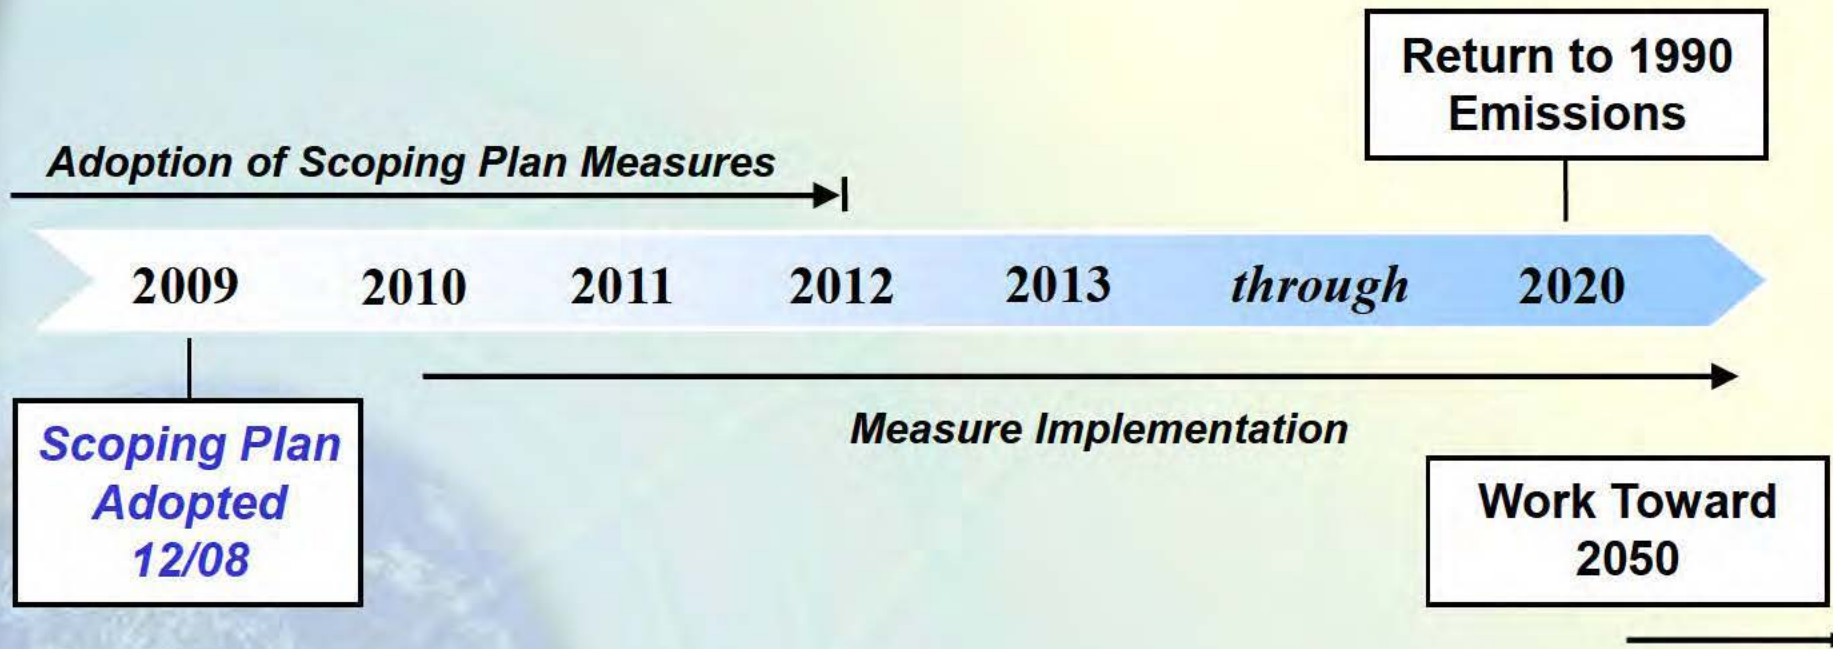 Return to 1990
Emissions
Adoption of Scoping Plan Measures
2009 2010 2011 2012 2013 through 2020
Measure Implementation
Scoping Plan
Adopted
12/08
Work Toward
2050